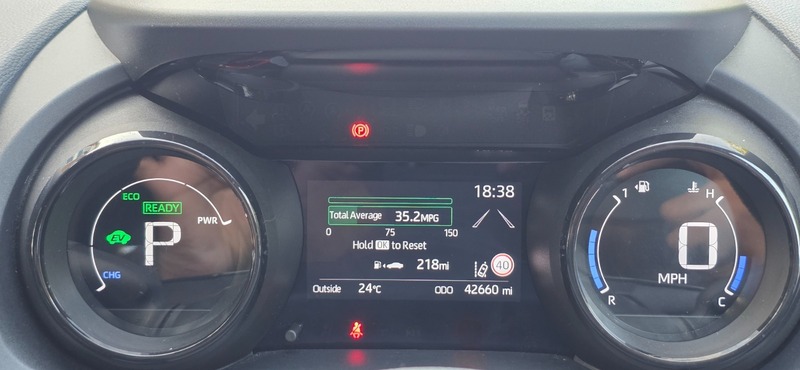 P
ECO
READY
PWR
EV
P
CHG
18:38
Total Average 35.2MPG
0 75 150
Hold OK to Reset
218mi
40
Outside 24°C ODO 42660 mi
1 H
0
MPH
R C